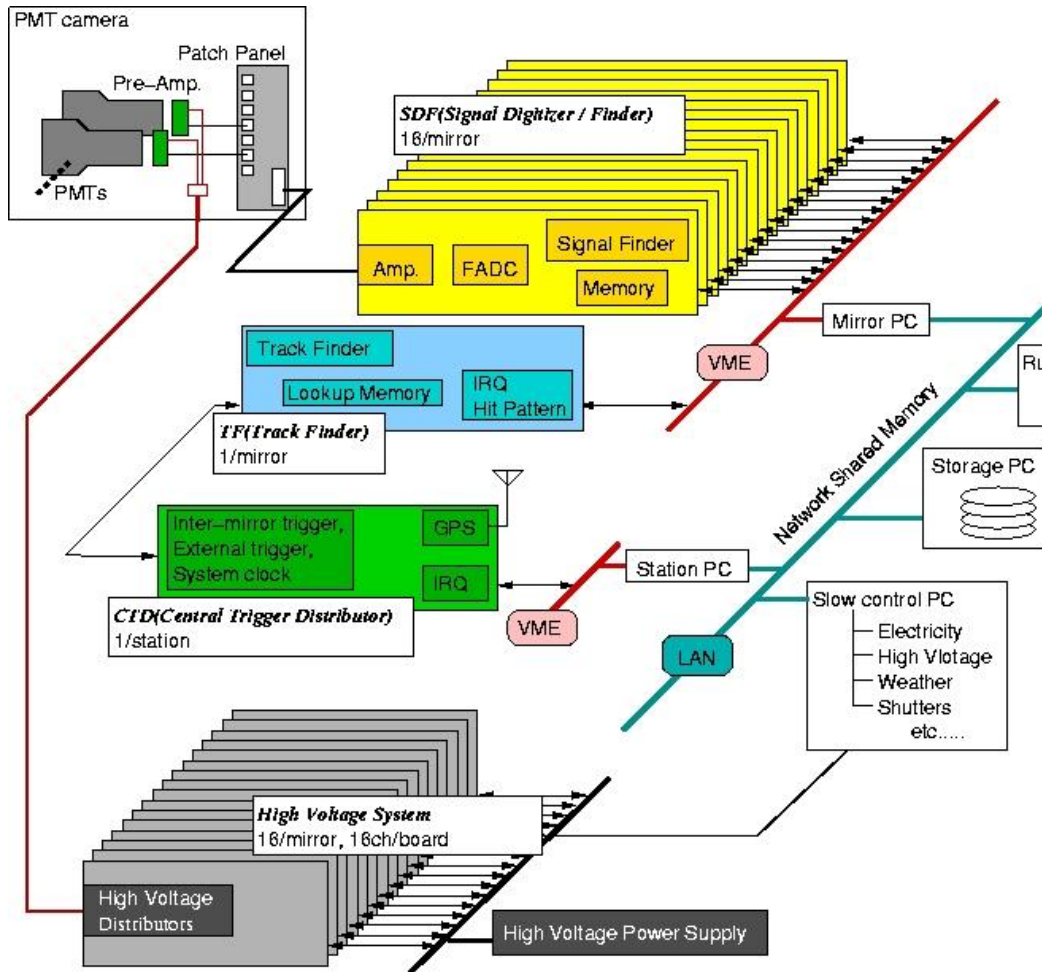 PMT camera
Patch Panel
Pre-Amp.
PMTs
SDF(Signal Digitizer / Finder)
16/mirror
Signal Finder
Amp.
FADC
Memory
Mirror PC
VME
Track Finder
Lookup Memory
IRQ
Hit Pattern
TF(Track Finder)
1/mirror
Ru
Network Shared Memory
Storage PC
Inter-mirror trigger,
External trigger,
System clock
GPS
IRQ
CTD(Central Trigger Distributor)
1/station
VME
Station PC
LAN
Slow control PC
Electricity
High Vlotage
Weather
Shutters
etc.....
High Voltage System
16/mirror, 16ch/board
High Voltage
Distributors
High Voltage Power Supply